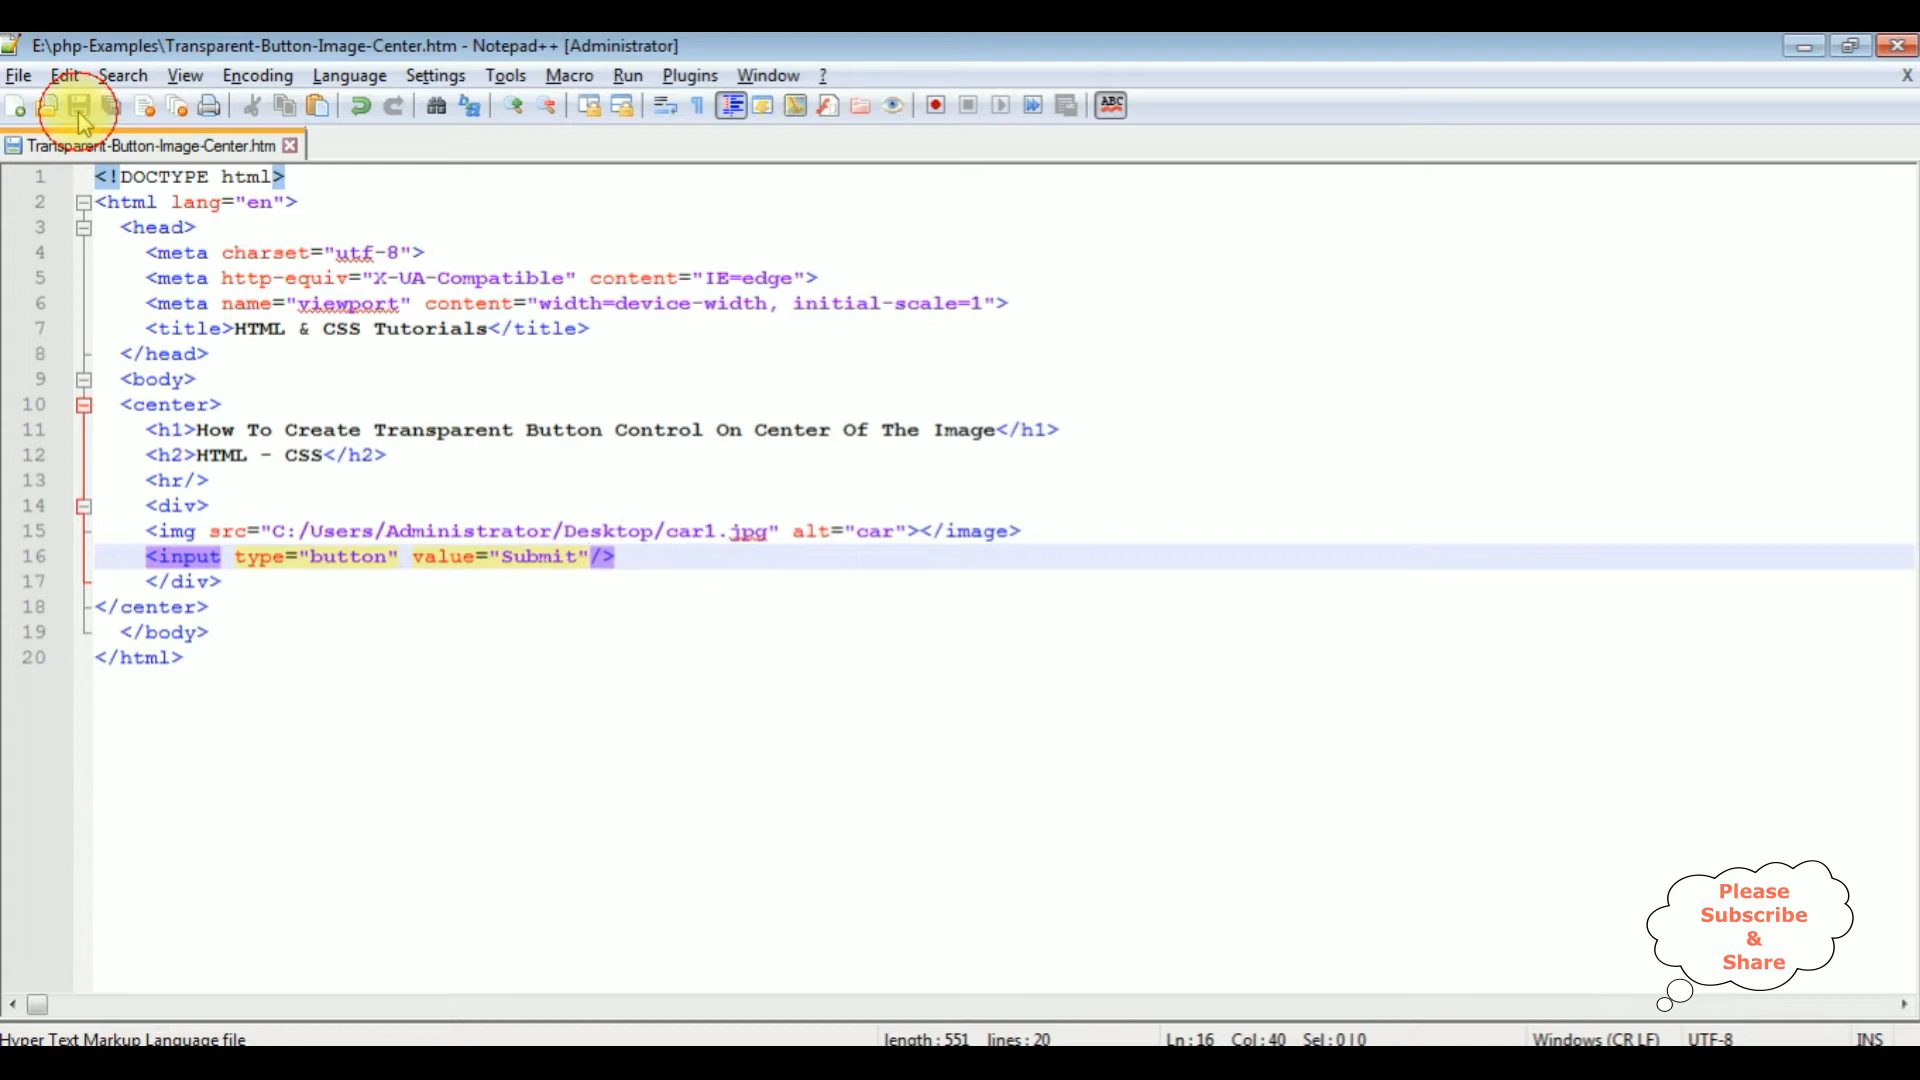 E:\php-Examples\Transparent-Button-Image-Center.htm - Notepad++ [Administrator]
File Edit Search View Encoding Language Settings Tools Macro Run Plugins Window ? X
ABC
Transparent-Button-Image-Center.htm
1 <!DOCTYPE html>
2 <html lang="en">
3 <head>
4 <meta charset="utf-8">
5 <meta http-equiv="X-UA-Compatible" content="IE=edge">
6 <meta name="viewport" content="width=device-width, initial-scale=1">
7 <title>HTML & CSS Tutorials</title>
8 </head>
9 <body>
10 <center>
11 <h1>How To Create Transparent Button Control On Center Of The Image</h1>
12 <h2>HTML - CSS</h2>
13 <hr/>
14 <div>
15 <img src="C:/Users/Administrator/Desktop/car1.jpg" alt="car"></image>
16 <input type="button" value="Submit"/>
17 </div>
18 </center>
19 </body>
20 </html>
Please
Subscribe
&
Share
Hyper Text Markup Language file length : 551 lines : 20 Ln : 16 Col : 40 Sel : 0 | 0 Windows (CR LF) UTF-8 INS